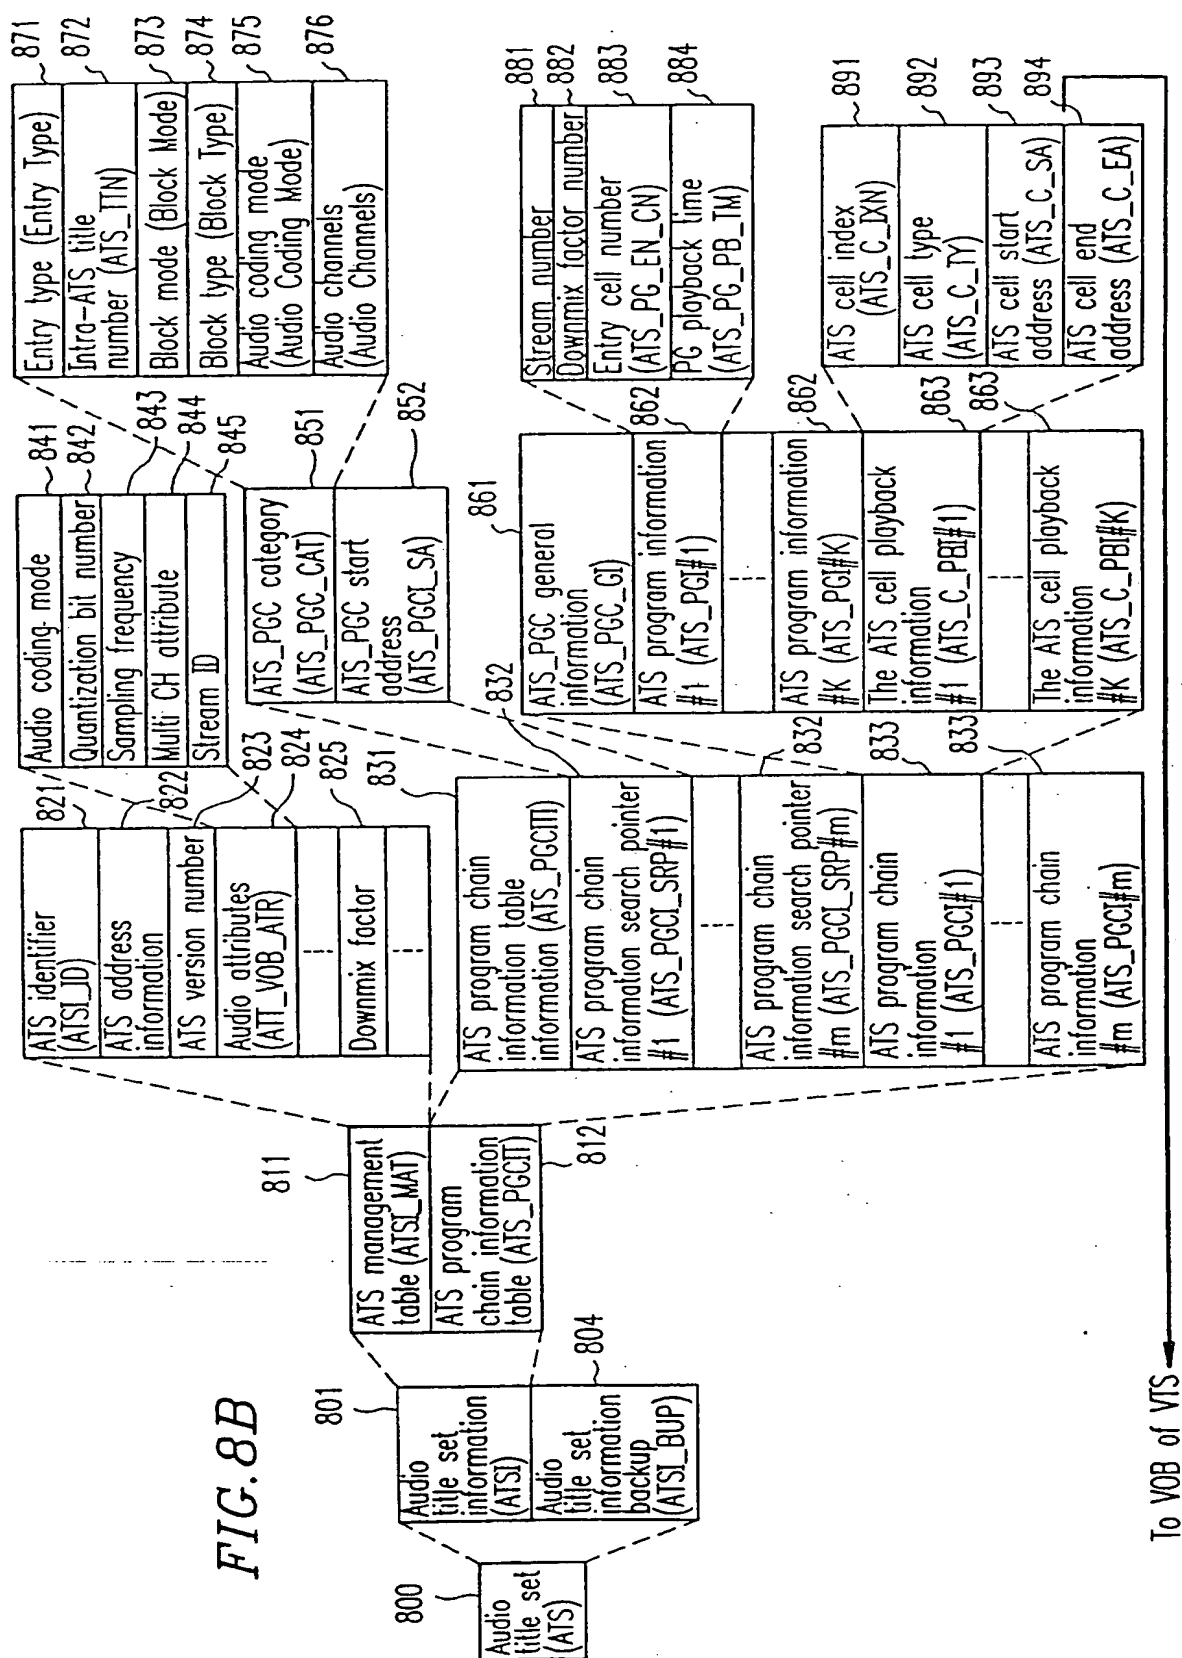 FIG.8B
800
Audio
title set
(ATS)
801
Audio
title set
information
(ATSI)
804
Audio
title set
information
backup
(ATSI_BUP)
811
ATS management
table (ATSI_MAT)
ATS program
chain information
table (ATS_PGCIT)
812
821
ATS identifier
(ATSI_ID)
822
ATS address
information
823
ATS version number
824
Audio attributes
(ATT_VOB_ATR)
825
Downmix factor
831
ATS program chain
information table
information (ATS_PGCITI)
832
ATS program chain
information search pointer
#1 (ATS_PGCI_SRP#1)
832
ATS program chain
information search pointer
#m (ATS_PGCI_SRP#m)
833
ATS program chain
information
#1 (ATS_PGCI#1)
833
ATS program chain
information
#m (ATS_PGCI#m)
841
Audio coding mode
842
Quantization bit number
843
Sampling frequency
844
Multi CH attribute
845
Stream ID
851
ATS_PGC category
(ATS_PGC_CAT)
852
ATS_PGC start
address
(ATS_PGCI_SA)
861
ATS_PGC general
information
(ATS_PGC_GI)
862
ATS program information
#1 (ATS_PGI#1)
862
ATS program information
#K (ATS_PGI#K)
863
The ATS cell playback
information
#1 (ATS_C_PBI#1)
863
The ATS cell playback
information
#K (ATS_C_PBI#K)
871
Entry type (Entry Type)
872
Intra-ATS title
number (ATS_TTN)
873
Block mode (Block Mode)
874
Block type (Block Type)
875
Audio coding mode
(Audio Coding Mode)
876
Audio channels
(Audio Channels)
881
Stream number
882
Downmix factor number
883
Entry cell number
(ATS_PG_EN_CN)
884
PG playback time
(ATS_PG_PB_TM)
891
ATS cell index
(ATS_C_IXN)
892
ATS cell type
(ATS_C_TY)
893
ATS cell start
address (ATS_C_SA)
894
ATS cell end
address (ATS_C_EA)
To VOB of VTS